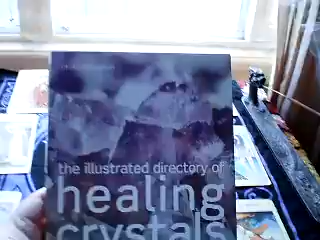 the illustrated directory of
healing
crystals